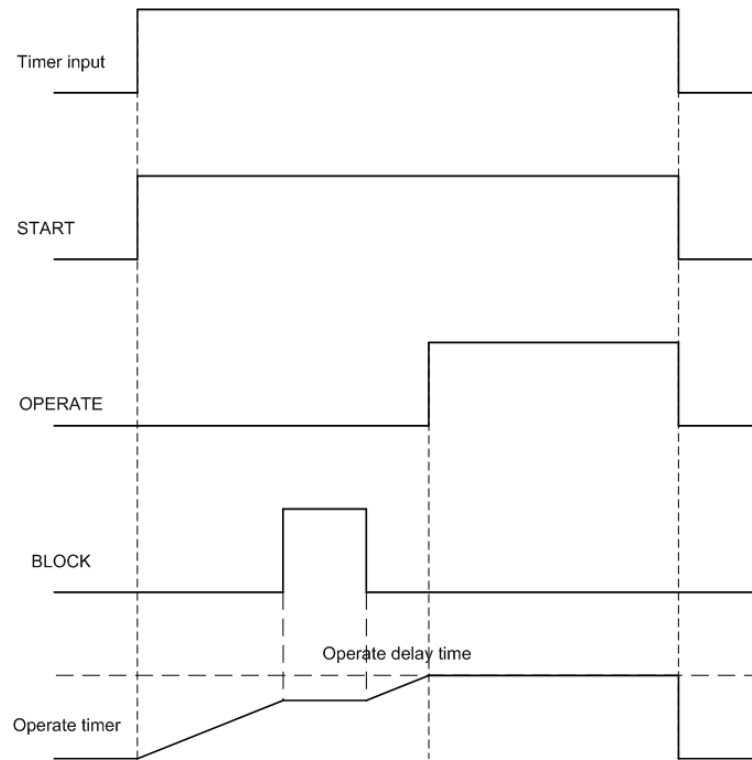 Timer input
START
OPERATE
BLOCK
Operate delay time
Operate timer